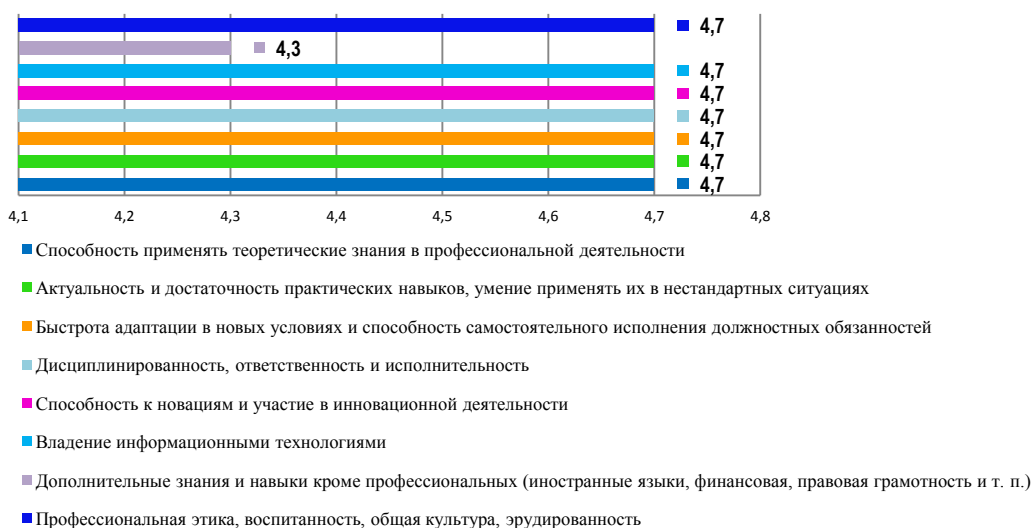 4,7
4,3
4,7
4,7
4,7
4,7
4,7
4,7
4,1 4,2 4,3 4,4 4,5 4,6 4,7 4,8
Способность применять теоретические знания в профессиональной деятельности
Актуальность и достаточность практических навыков, умение применять их в нестандартных ситуациях
Быстрота адаптации в новых условиях и способность самостоятельного исполнения должностных обязанностей
Дисциплинированность, ответственность и исполнительность
Способность к новациям и участие в инновационной деятельности
Владение информационными технологиями
Дополнительные знания и навыки кроме профессиональных (иностранные языки, финансовая, правовая грамотность и т. п.)
Профессиональная этика, воспитанность, общая культура, эрудированность